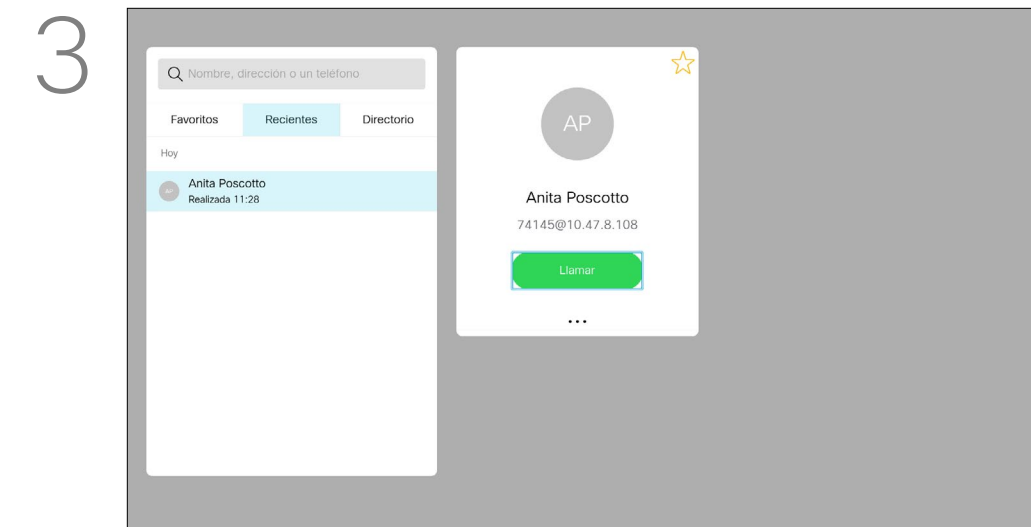 3
Nombre, dirección o un teléfono
Favoritos Recientes Directorio
Hoy
AP
Anita Poscotto
Realizada 11:28
AP
Anita Poscotto
74145@10.47.8.108
Llamar
...